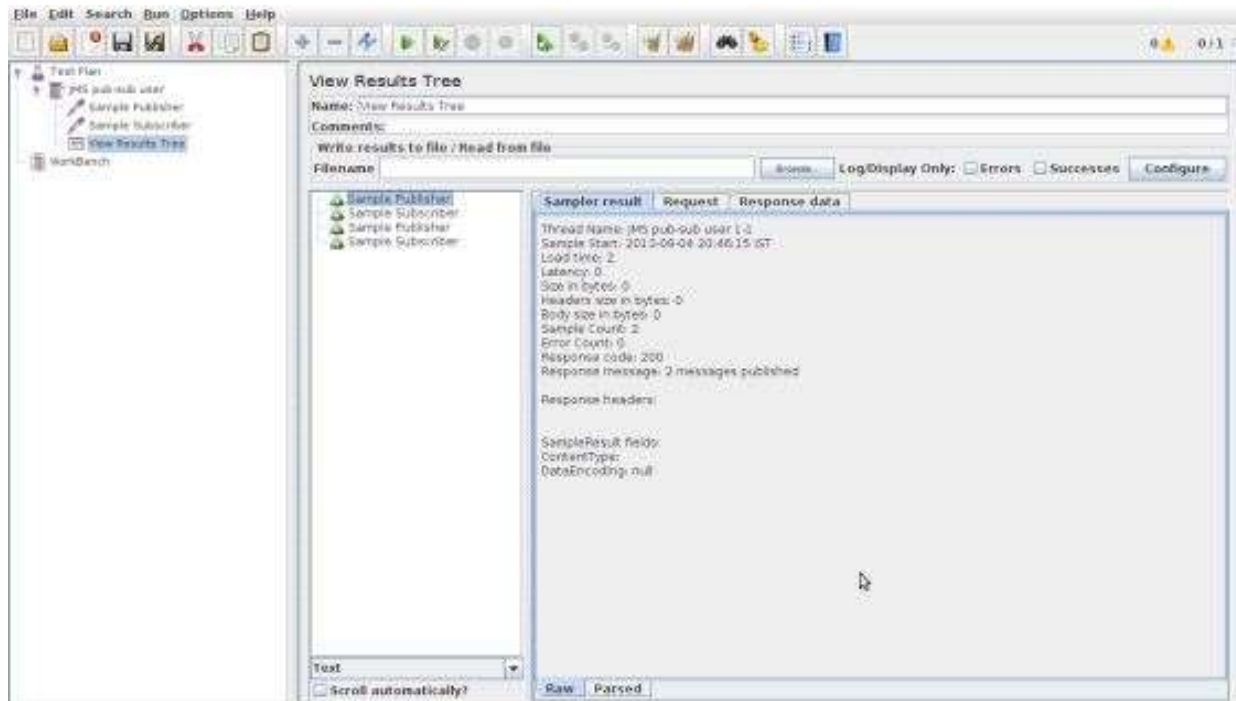 File Edit Search Run Options Help
0 0 / 1
Test Plan
JMS pub-sub user
Sample Publisher
Sample Subscriber
View Results Tree
WorkBench
View Results Tree
Name: View Results Tree
Comments:
Write results to file / Read from file
Filename Browse... Log/Display Only: Errors Successes Configure
Sample Publisher
Sample Subscriber
Sample Publisher
Sample Subscriber
Text
Scroll automatically?
Sampler result Request Response data
Thread Name: JMS pub-sub user 1-1
Sample Start: 2013-06-04 20:46:15 IST
Load time: 2
Latency: 0
Size in bytes: 0
Headers size in bytes: 0
Body size in bytes: 0
Sample Count: 2
Error Count: 0
Response code: 200
Response message: 2 messages published
Response headers:
SampleResult fields:
ContentType:
DataEncoding: null
Raw Parsed